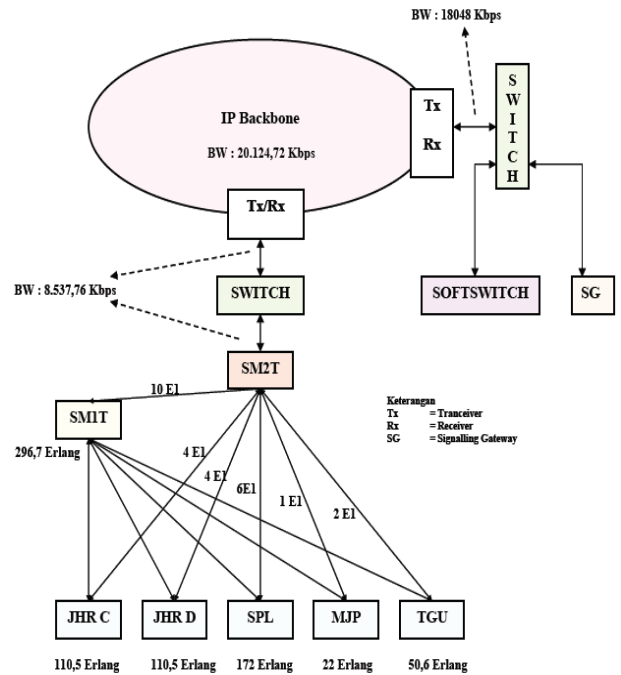 BW : 18048 Kbps
SWITCH
Tx
Rx
IP Backbone
BW : 20.124,72 Kbps
Tx/Rx
BW : 8.537,76 Kbps
SWITCH
SOFTSWITCH
SG
SM2T
10 E1
SM1T
296,7 Erlang
Keterangan
Tx = Tranceiver
Rx = Receiver
SG = Signalling Gateway
4 E1
4 E1
6E1
1 E1
2 E1
JHR C
JHR D
SPL
MJP
TGU
110,5 Erlang
110,5 Erlang
172 Erlang
22 Erlang
50,6 Erlang